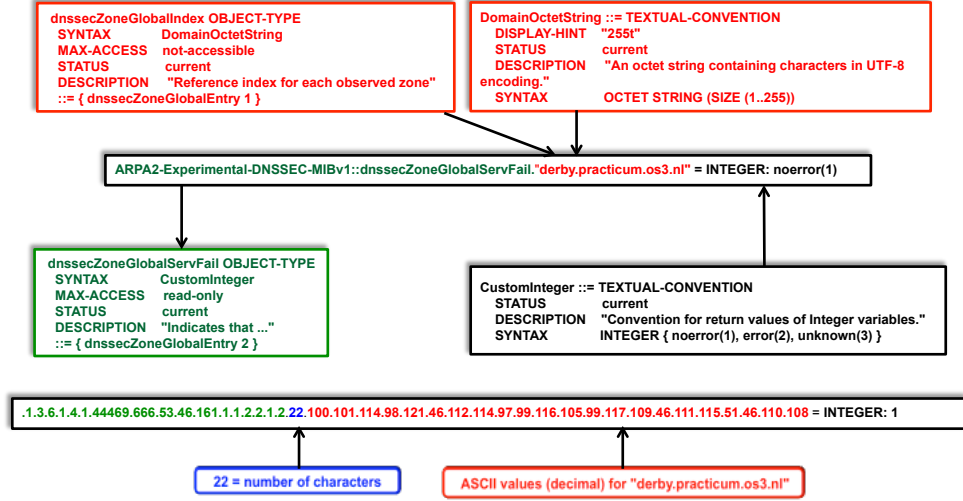 dnssecZoneGlobalIndex OBJECT-TYPE
SYNTAX DomainOctetString
MAX-ACCESS not-accessible
STATUS current
DESCRIPTION "Reference index for each observed zone"
::= { dnssecZoneGlobalEntry 1 }
DomainOctetString ::= TEXTUAL-CONVENTION
DISPLAY-HINT "255t"
STATUS current
DESCRIPTION "An octet string containing characters in UTF-8
encoding."
SYNTAX OCTET STRING (SIZE (1..255))
ARPA2-Experimental-DNSSEC-MIBv1::dnssecZoneGlobalServFail."derby.practicum.os3.nl" = INTEGER: noerror(1)
dnssecZoneGlobalServFail OBJECT-TYPE
SYNTAX CustomInteger
MAX-ACCESS read-only
STATUS current
DESCRIPTION "Indicates that ..."
::= { dnssecZoneGlobalEntry 2 }
CustomInteger ::= TEXTUAL-CONVENTION
STATUS current
DESCRIPTION "Convention for return values of Integer variables."
SYNTAX INTEGER { noerror(1), error(2), unknown(3) }
.1.3.6.1.4.1.44469.666.53.46.161.1.1.2.2.1.2.22.100.101.114.98.121.46.112.114.97.99.116.105.99.117.109.46.111.115.51.46.110.108 = INTEGER: 1
22 = number of characters
ASCII values (decimal) for "derby.practicum.os3.nl"